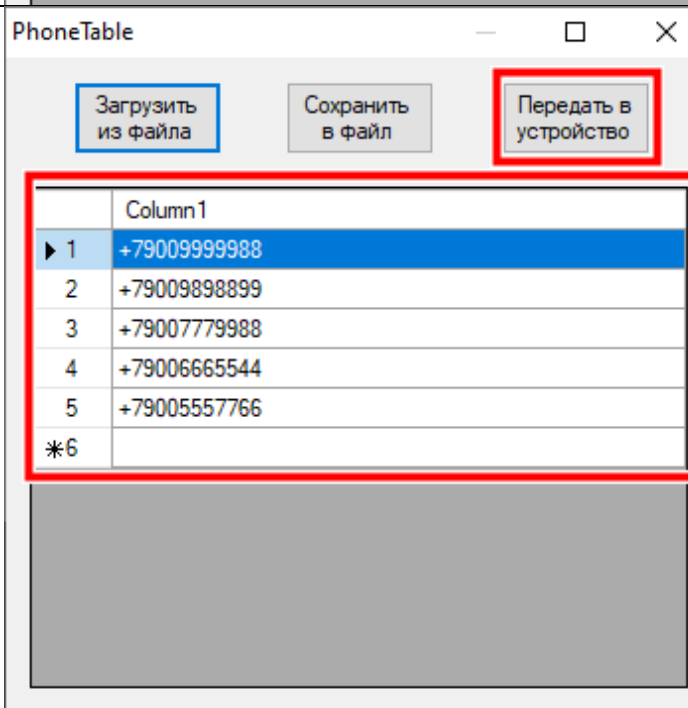 PhoneTable
Загрузить
из файла
Сохранить
в файл
Передать в
устройство
Column1
1 +79009999988
2 +79009898899
3 +79007779988
4 +79006665544
5 +79005557766
6